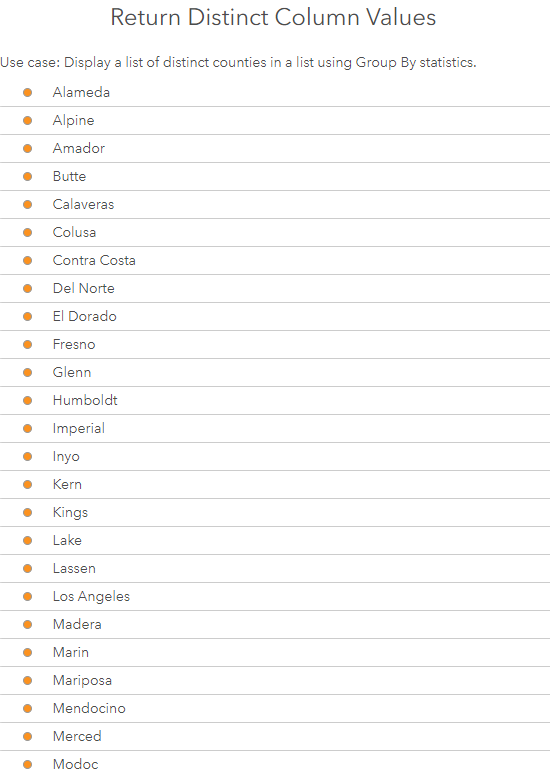 Return Distinct Column Values
Use case: Display a list of distinct counties in a list using Group By statistics.
Alameda
Alpine
Amador
Butte
Calaveras
Colusa
Contra Costa
Del Norte
El Dorado
Fresno
Glenn
Humboldt
Imperial
Inyo
Kern
Kings
Lake
Lassen
Los Angeles
Madera
Marin
Mariposa
Mendocino
Merced
Modoc